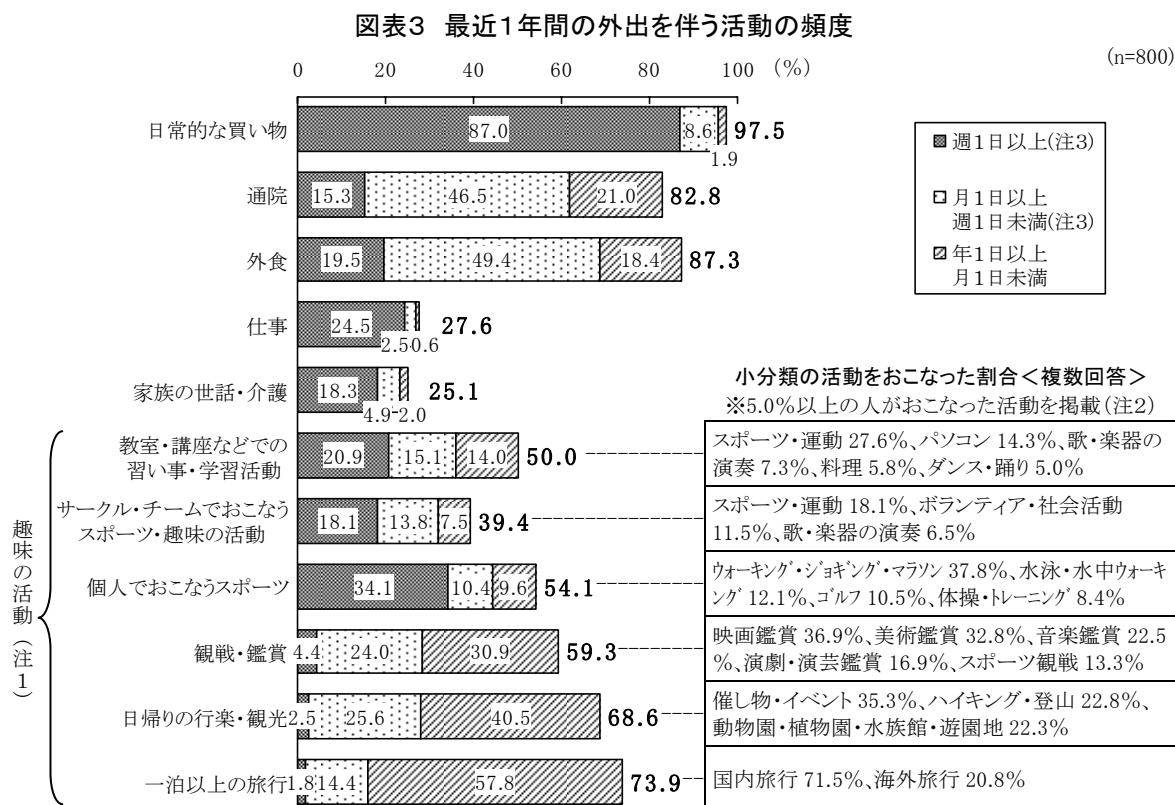 図表3 最近1年間の外出を伴う活動の頻度
(n=800)
0 20 40 60 80 100 (%)
日常的な買い物 87.0 8.6 1.9 97.5
通院 15.3 46.5 21.0 82.8
外食 19.5 49.4 18.4 87.3
仕事 24.5 2.5 0.6 27.6
家族の世話・介護 18.3 4.9 2.0 25.1
週1日以上(注3)
月1日以上
週1日未満(注3)
年1日以上
月1日未満
小分類の活動をおこなった割合<複数回答>
※5.0%以上の人がおこなった活動を掲載(注2)
趣味の活動(注1)
教室・講座などでの
習い事・学習活動 20.9 15.1 14.0 50.0
スポーツ・運動 27.6%、パソコン 14.3%、歌・楽器の
演奏 7.3%、料理 5.8%、ダンス・踊り 5.0%
サークル・チームでおこなう
スポーツ・趣味の活動 18.1 13.8 7.5 39.4
スポーツ・運動 18.1%、ボランティア・社会活動
11.5%、歌・楽器の演奏 6.5%
個人でおこなうスポーツ 34.1 10.4 9.6 54.1
ウォーキング・ジョギング・マラソン 37.8%、水泳・水中ウォーキ
ング 12.1%、ゴルフ 10.5%、体操・トレーニング 8.4%
観戦・鑑賞 4.4 24.0 30.9 59.3
映画鑑賞 36.9%、美術鑑賞 32.8%、音楽鑑賞 22.5
%、演劇・演芸鑑賞 16.9%、スポーツ観戦 13.3%
日帰りの行楽・観光 2.5 25.6 40.5 68.6
催し物・イベント 35.3%、ハイキング・登山 22.8%、
動物園・植物園・水族館・遊園地 22.3%
一泊以上の旅行 1.8 14.4 57.8 73.9
国内旅行 71.5%、海外旅行 20.8%